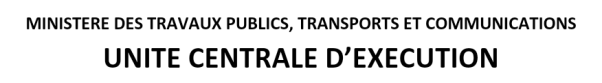 MINISTERE DES TRAVAUX PUBLICS, TRANSPORTS ET COMMUNICATIONS
UNITE CENTRALE D’EXECUTION